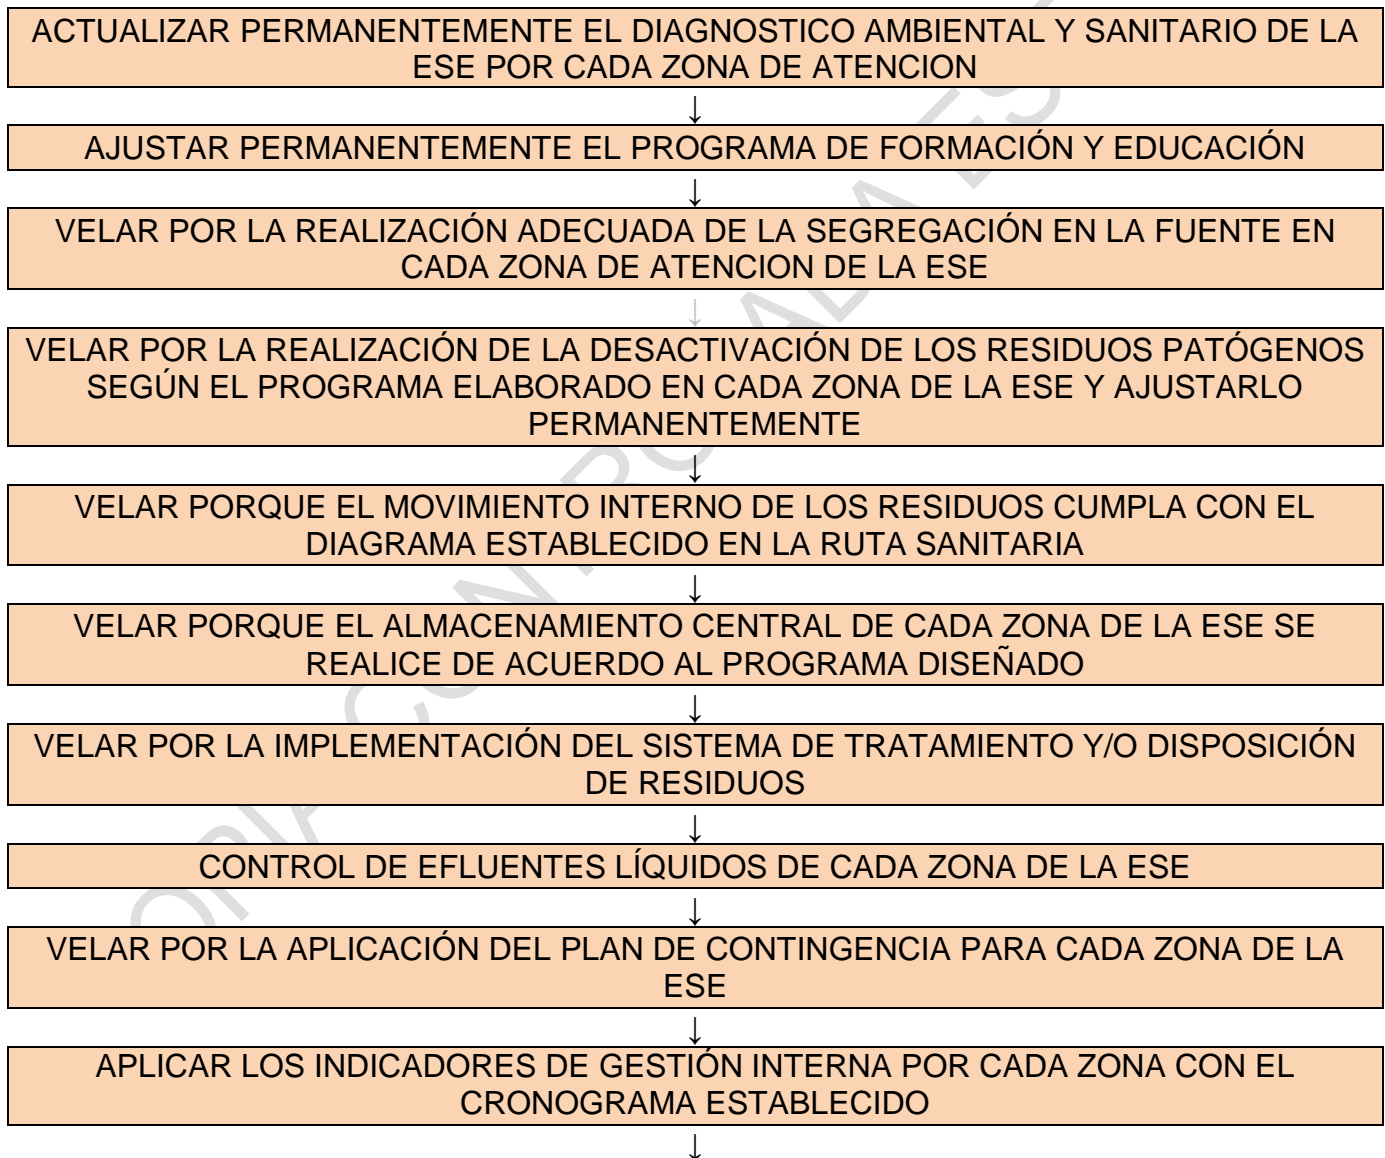 ACTUALIZAR PERMANENTEMENTE EL DIAGNOSTICO AMBIENTAL Y SANITARIO DE LA
ESE POR CADA ZONA DE ATENCION
↓
AJUSTAR PERMANENTEMENTE EL PROGRAMA DE FORMACIÓN Y EDUCACIÓN
↓
VELAR POR LA REALIZACIÓN ADECUADA DE LA SEGREGACIÓN EN LA FUENTE EN
CADA ZONA DE ATENCION DE LA ESE
↓
VELAR POR LA REALIZACIÓN DE LA DESACTIVACIÓN DE LOS RESIDUOS PATÓGENOS
SEGÚN EL PROGRAMA ELABORADO EN CADA ZONA DE LA ESE Y AJUSTARLO
PERMANENTEMENTE
↓
VELAR PORQUE EL MOVIMIENTO INTERNO DE LOS RESIDUOS CUMPLA CON EL
DIAGRAMA ESTABLECIDO EN LA RUTA SANITARIA
↓
VELAR PORQUE EL ALMACENAMIENTO CENTRAL DE CADA ZONA DE LA ESE SE
REALICE DE ACUERDO AL PROGRAMA DISEÑADO
↓
VELAR POR LA IMPLEMENTACIÓN DEL SISTEMA DE TRATAMIENTO Y/O DISPOSICIÓN
DE RESIDUOS
↓
CONTROL DE EFLUENTES LÍQUIDOS DE CADA ZONA DE LA ESE
↓
VELAR POR LA APLICACIÓN DEL PLAN DE CONTINGENCIA PARA CADA ZONA DE LA
ESE
↓
APLICAR LOS INDICADORES DE GESTIÓN INTERNA POR CADA ZONA CON EL
CRONOGRAMA ESTABLECIDO
↓